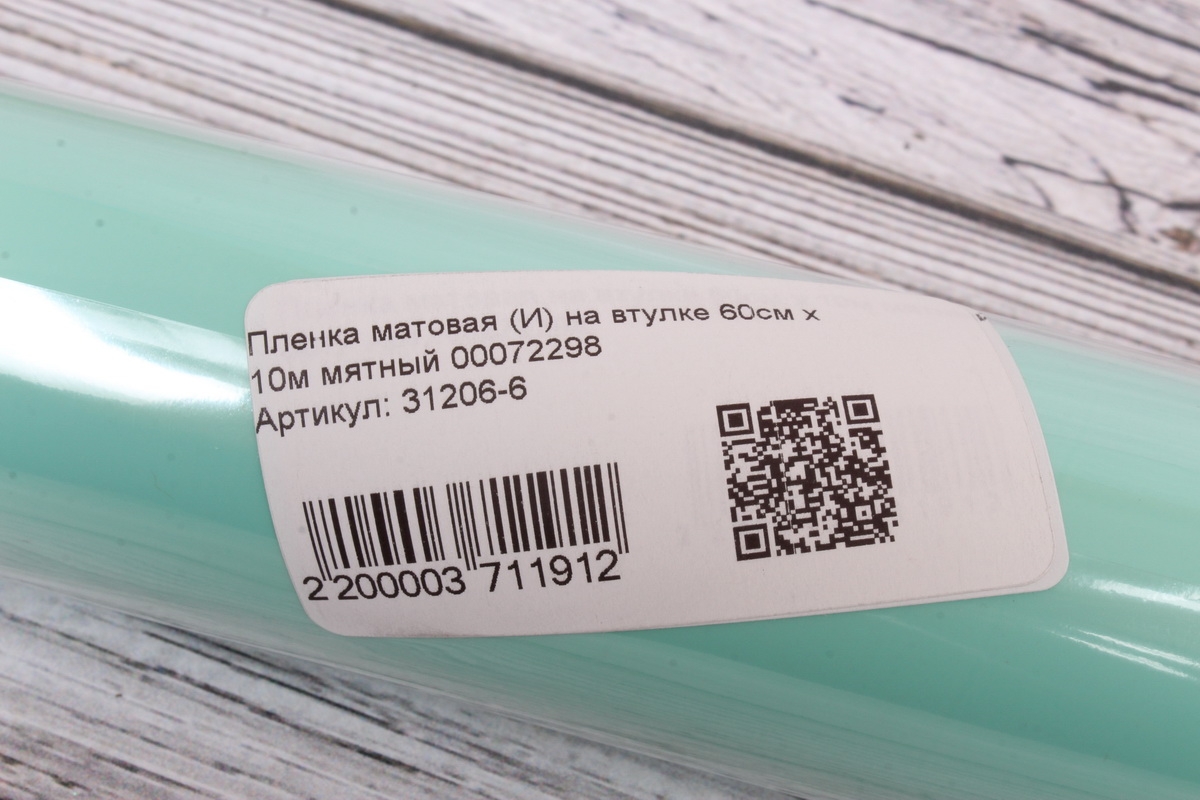 Пленка матовая (И) на втулке 60см х
10м мятный 00072298
Артикул: 31206-6
2 200003 711912